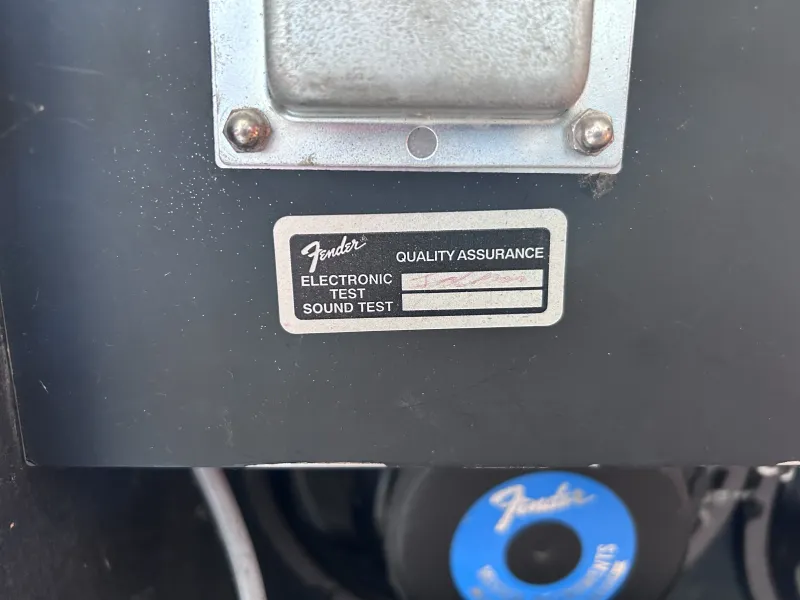 Fender
QUALITY ASSURANCE
ELECTRONIC
TEST
SOUND TEST
Fender